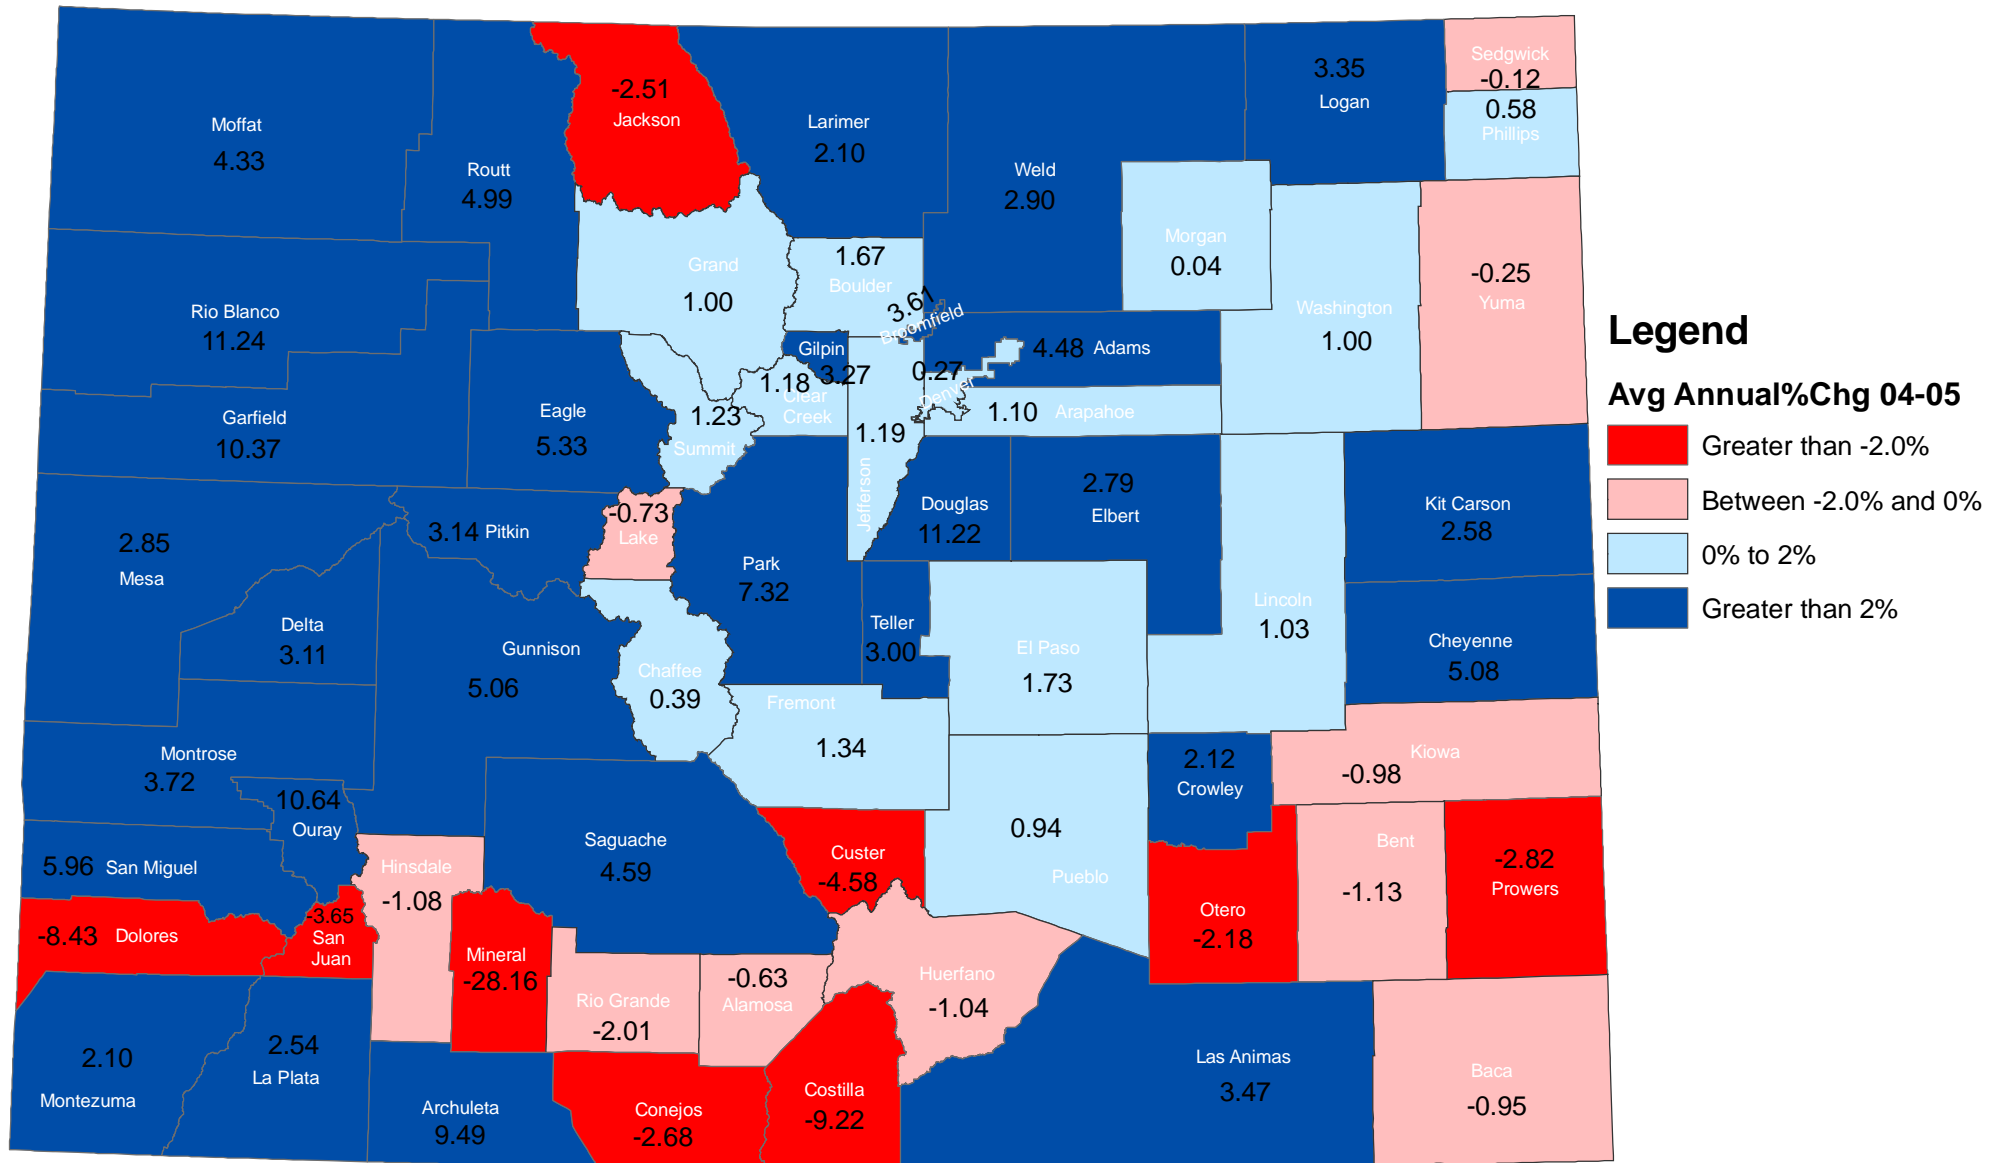 Moffat
4.33
Routt
4.99
-2.51
Jackson
Larimer
2.10
Weld
2.90
3.35
Logan
Sedgwick
-0.12
0.58
Phillips
Morgan
0.04
Washington
1.00
-0.25
Yuma
Rio Blanco
11.24
Grand
1.00
1.67
Boulder
3.61
Broomfield
Gilpin
3.27
4.48 Adams
0.27
Denver
1.10 Arapahoe
1.18
Clear
Creek
1.23
Summit
1.19
Jefferson
Garfield
10.37
Eagle
5.33
2.85
Mesa
3.14 Pitkin
-0.73
Lake
Park
7.32
Douglas
11.22
2.79
Elbert
Kit Carson
2.58
Lincoln
1.03
Cheyenne
5.08
Delta
3.11
Gunnison
5.06
Chaffee
0.39
Teller
3.00
El Paso
1.73
Fremont
1.34
Montrose
3.72
10.64
Ouray
5.96 San Miguel
Saguache
4.59
Custer
-4.58
0.94
Pueblo
2.12
Crowley
Kiowa
-0.98
Otero
-2.18
Bent
-1.13
-2.82
Prowers
-8.43 Dolores
-3.65
San
Juan
Hinsdale
-1.08
Mineral
-28.16
Rio Grande
-2.01
-0.63
Alamosa
Huerfano
-1.04
2.10
Montezuma
2.54
La Plata
Archuleta
9.49
Conejos
-2.68
Costilla
-9.22
Las Animas
3.47
Baca
-0.95
Legend
Avg Annual%Chg 04-05
Greater than -2.0%
Between -2.0% and 0%
0% to 2%
Greater than 2%